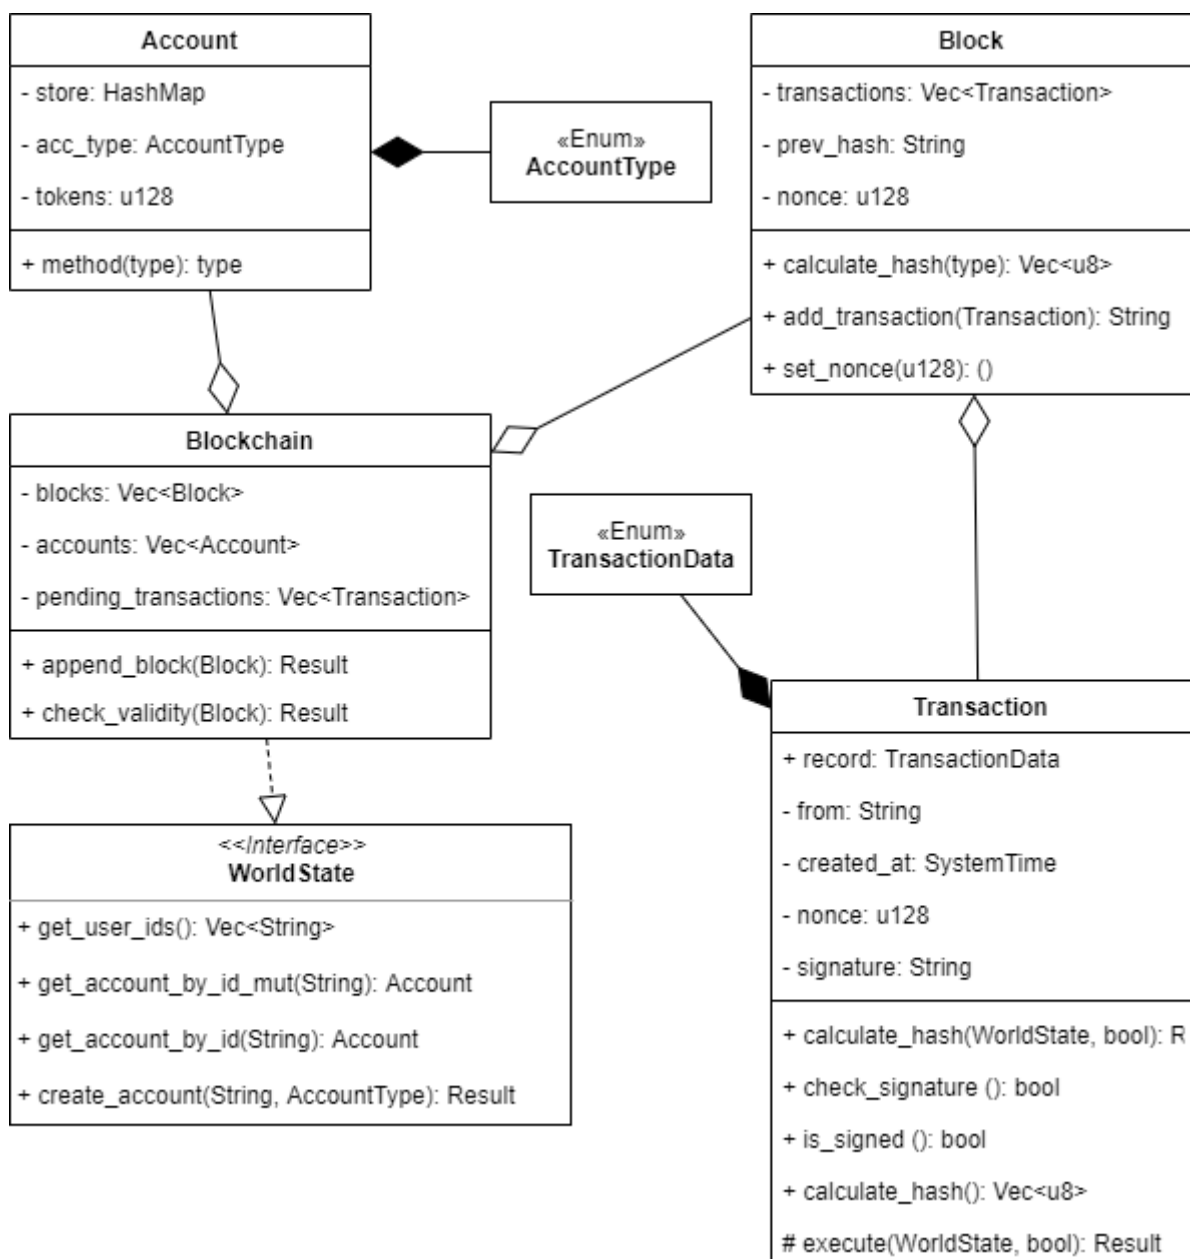 Account
- store: HashMap
- acc_type: AccountType
- tokens: u128
+ method(type): type
«Enum»
AccountType
Block
- transactions: Vec<Transaction>
- prev_hash: String
- nonce: u128
+ calculate_hash(type): Vec<u8>
+ add_transaction(Transaction): String
+ set_nonce(u128): ()
Blockchain
- blocks: Vec<Block>
- accounts: Vec<Account>
- pending_transactions: Vec<Transaction>
+ append_block(Block): Result
+ check_validity(Block): Result
«Enum»
TransactionData
<<Interface>>
WorldState
+ get_user_ids(): Vec<String>
+ get_account_by_id_mut(String): Account
+ get_account_by_id(String): Account
+ create_account(String, AccountType): Result
Transaction
+ record: TransactionData
- from: String
- created_at: SystemTime
- nonce: u128
- signature: String
+ calculate_hash(WorldState, bool): R
+ check_signature (): bool
+ is_signed (): bool
+ calculate_hash(): Vec<u8>
# execute(WorldState, bool): Result